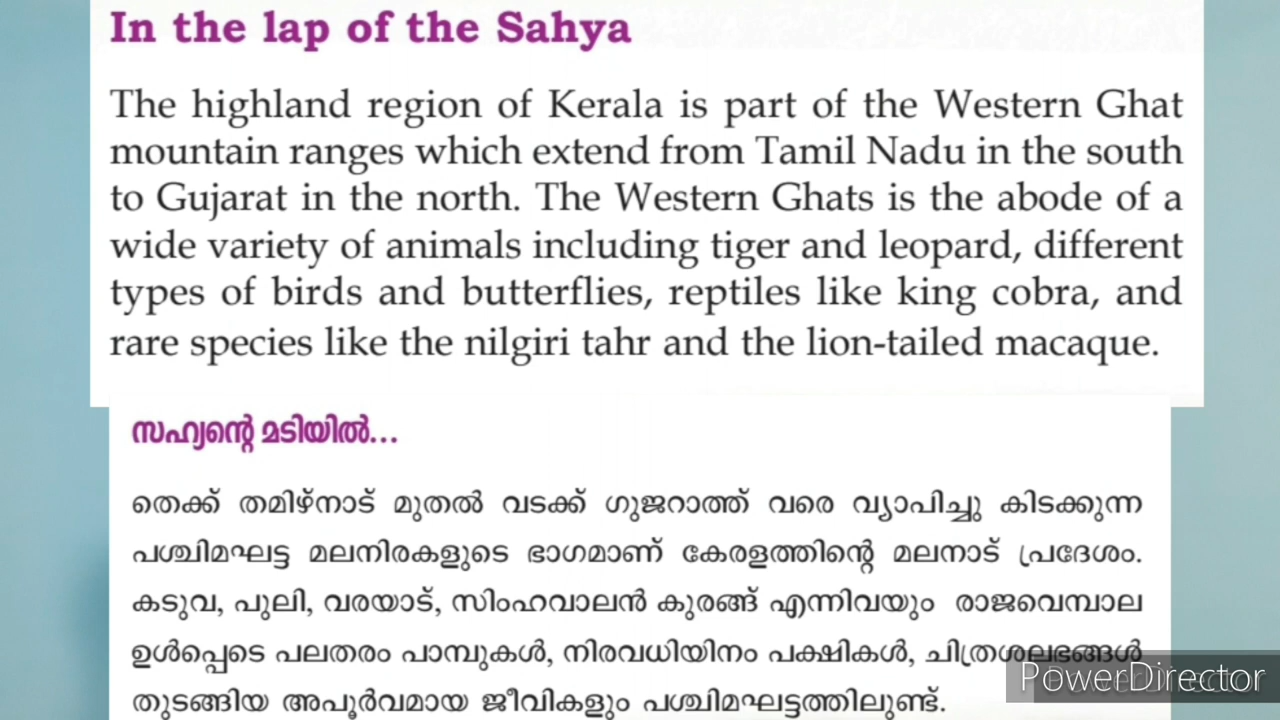 In the lap of the Sahya
The highland region of Kerala is part of the Western Ghat
mountain ranges which extend from Tamil Nadu in the south
to Gujarat in the north. The Western Ghats is the abode of a
wide variety of animals including tiger and leopard, different
types of birds and butterflies, reptiles like king cobra, and
rare species like the nilgiri tahr and the lion-tailed macaque.
സഹ്യന്റെ മടിയിൽ...
തെക്ക് തമിഴ്നാട് മുതൽ വടക്ക് ഗുജറാത്ത് വരെ വ്യാപിച്ചു കിടക്കുന്ന
പശ്ചിമഘട്ട മലനിരകളുടെ ഭാഗമാണ് കേരളത്തിന്റെ മലനാട് പ്രദേശം.
കടുവ, പുലി, വരയാട്, സിംഹവാലൻ കുരങ്ങ് എന്നിവയും രാജവെമ്പാല
ഉൾപ്പെടെ പലതരം പാമ്പുകൾ, നിരവധിയിനം പക്ഷികൾ, ചിത്രശലഭങ്ങൾ
തുടങ്ങിയ അപൂർവമായ ജീവികളും പശ്ചിമഘട്ടത്തിലുണ്ട്.
PowerDirector